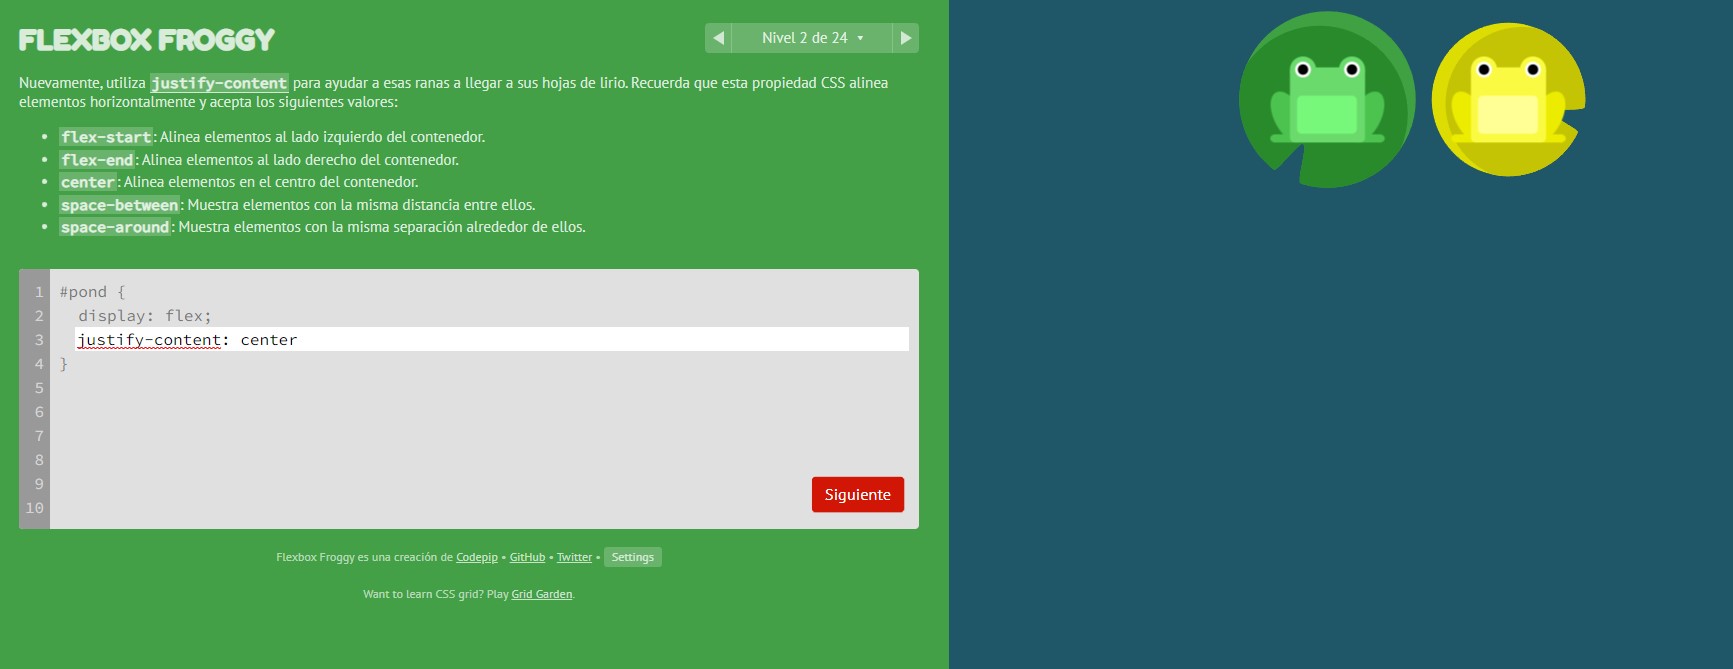 FLEXBOX FROGGY
Nivel 2 de 24
Nuevamente, utiliza justify-content para ayudar a esas ranas a llegar a sus hojas de lirio. Recuerda que esta propiedad CSS alinea
elementos horizontalmente y acepta los siguientes valores:
• flex-start: Alinea elementos al lado izquierdo del contenedor.
• flex-end: Alinea elementos al lado derecho del contenedor.
• center: Alinea elementos en el centro del contenedor.
• space-between: Muestra elementos con la misma distancia entre ellos.
• space-around: Muestra elementos con la misma separación alrededor de ellos.
1 #pond {
2 display: flex;
3 justify-content: center
4 }
5
6
7
8
9
10
Siguiente
Flexbox Froggy es una creación de Codepip • GitHub • Twitter • Settings
Want to learn CSS grid? Play Grid Garden.